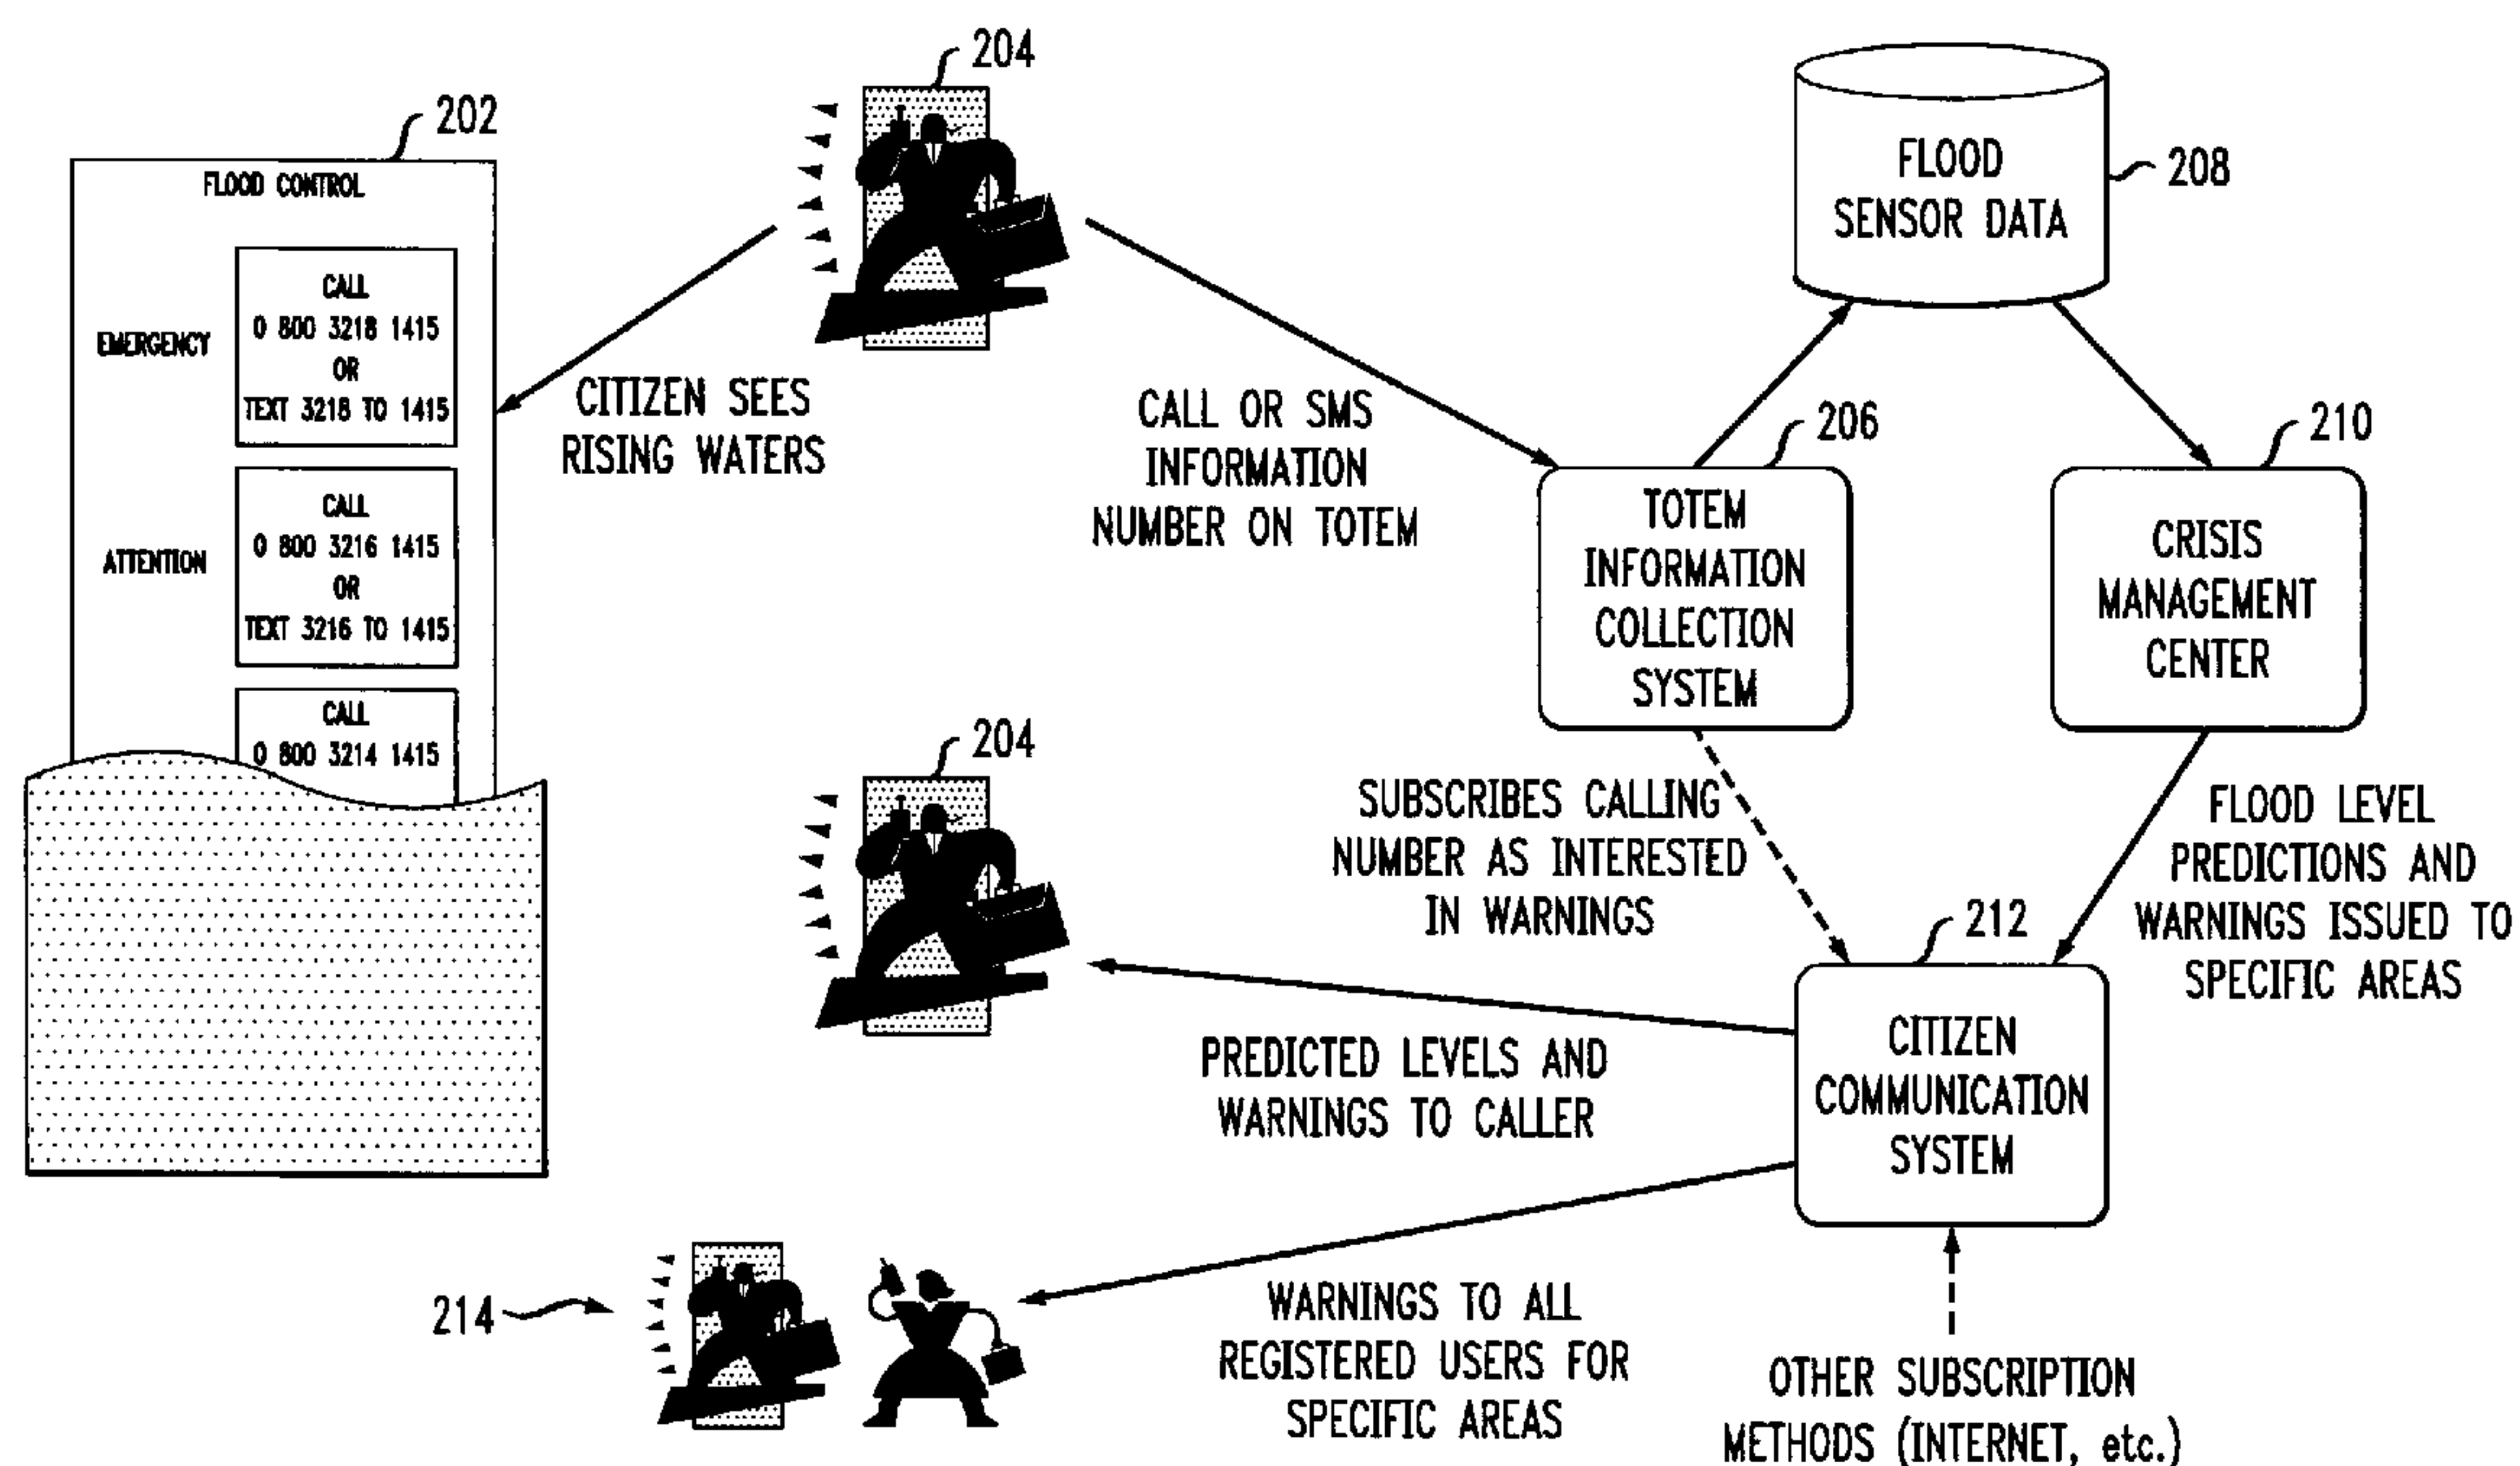 202
FLOOD CONTROL
EMERGENCY
CALL
0 800 3218 1415
OR
TEXT 3218 TO 1415
ATTENTION
CALL
0 800 3216 1415
OR
TEXT 3216 TO 1415
CALL
0 800 3214 1415
204
CITIZEN SEES
RISING WATERS
CALL OR SMS
INFORMATION
NUMBER ON TOTEM
FLOOD
SENSOR DATA
208
206
TOTEM
INFORMATION
COLLECTION
SYSTEM
210
CRISIS
MANAGEMENT
CENTER
204
SUBSCRIBES CALLING
NUMBER AS INTERESTED
IN WARNINGS
FLOOD LEVEL
PREDICTIONS AND
WARNINGS ISSUED TO
SPECIFIC AREAS
212
CITIZEN
COMMUNICATION
SYSTEM
PREDICTED LEVELS AND
WARNINGS TO CALLER
214
WARNINGS TO ALL
REGISTERED USERS FOR
SPECIFIC AREAS
OTHER SUBSCRIPTION
METHODS (INTERNET, etc.)